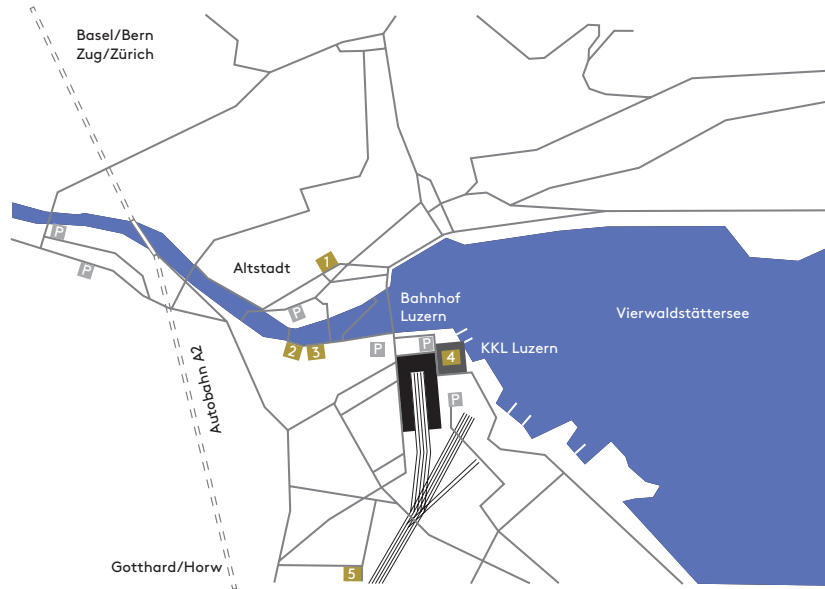 Basel/Bern
Zug/Zürich
P
P
Altstadt
1
P
Bahnhof
Luzern
Vierwaldstättersee
2
3
P
P
4
KKL Luzern
Autobahn A2
P
Gotthard/Horw
5